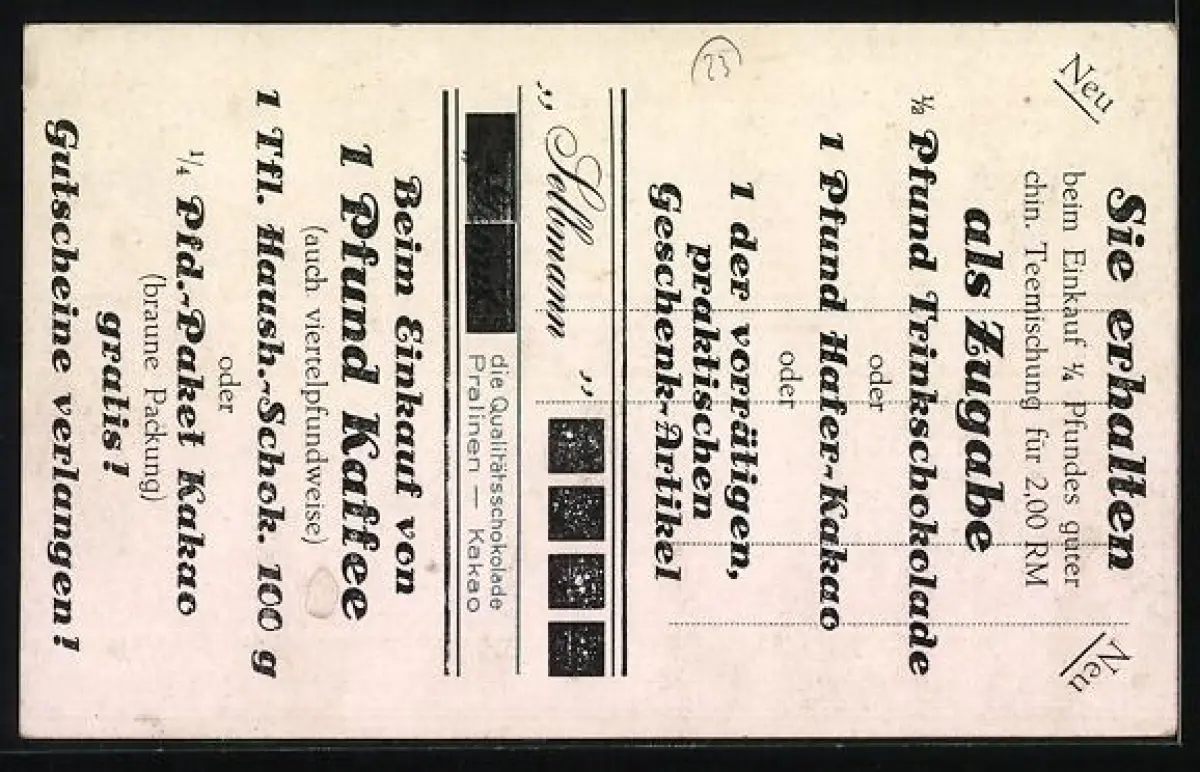 Neu
Neu
Sie erhalten
beim Einkauf ¼ Pfundes guter
chin. Teemischung für 2,00 RM
als Zugabe
½ Pfund Trinkschokolade
oder
1 Pfund Hafer-Kakao
oder
1 der vorrätigen,
praktischen
Geschenk-Artikel
„Sollmann“
die Qualitätsschokolade
Pralinen — Kakao
Beim Einkauf von
1 Pfund Kaffee
(auch viertelpfundweise)
1 Tfl. Haush.-Schok. 100 g
oder
¼ Pfd.-Paket Kakao
(braune Packung)
gratis!
Gutscheine verlangen!
25